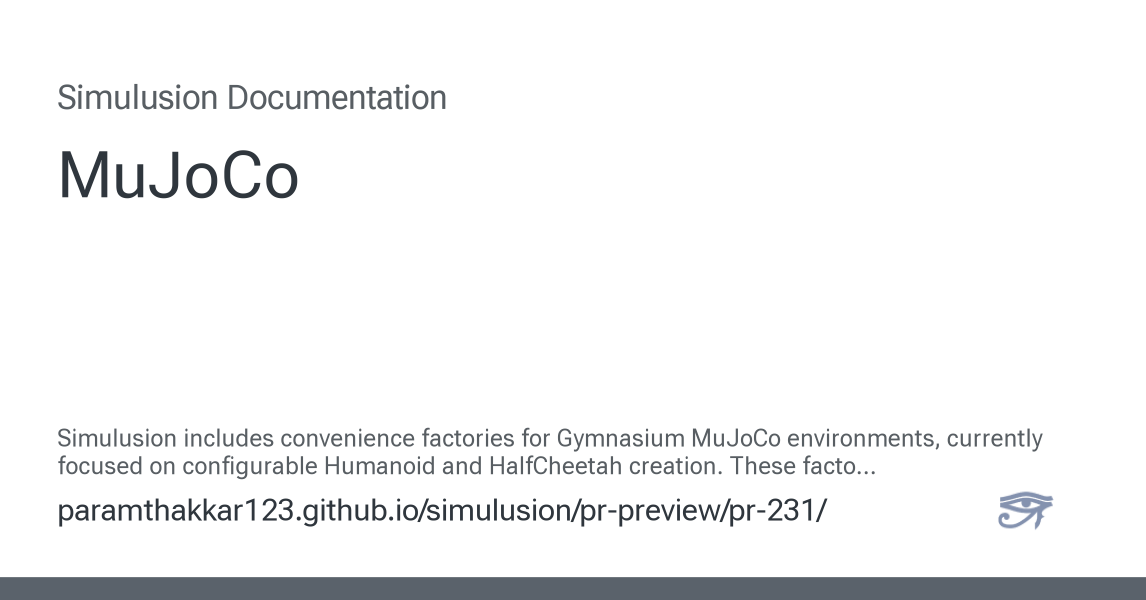 Simulusion Documentation
MuJoCo
Simulusion includes convenience factories for Gymnasium MuJoCo environments, currently
focused on configurable Humanoid and HalfCheetah creation. These facto...
paramthakkar123.github.io/simulusion/pr-preview/pr-231/